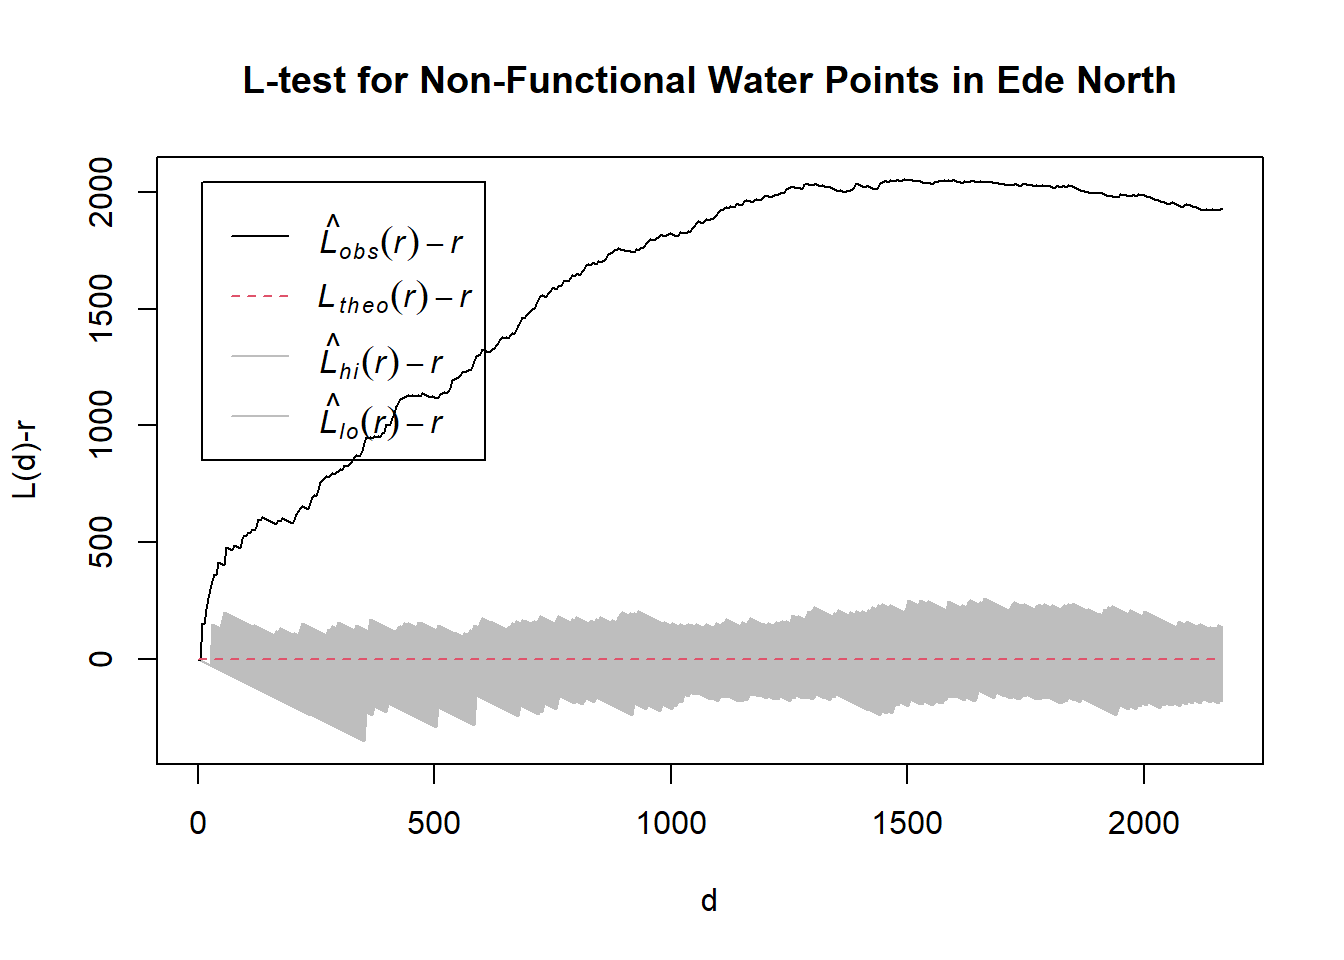 L-test for Non-Functional Water Points in Ede North
L(d)-r
2000
1500
1000
500
0
L̂obs(r) − r
Ltheo(r) − r
L̂hi(r) − r
L̂lo(r) − r
0 500 1000 1500 2000
d